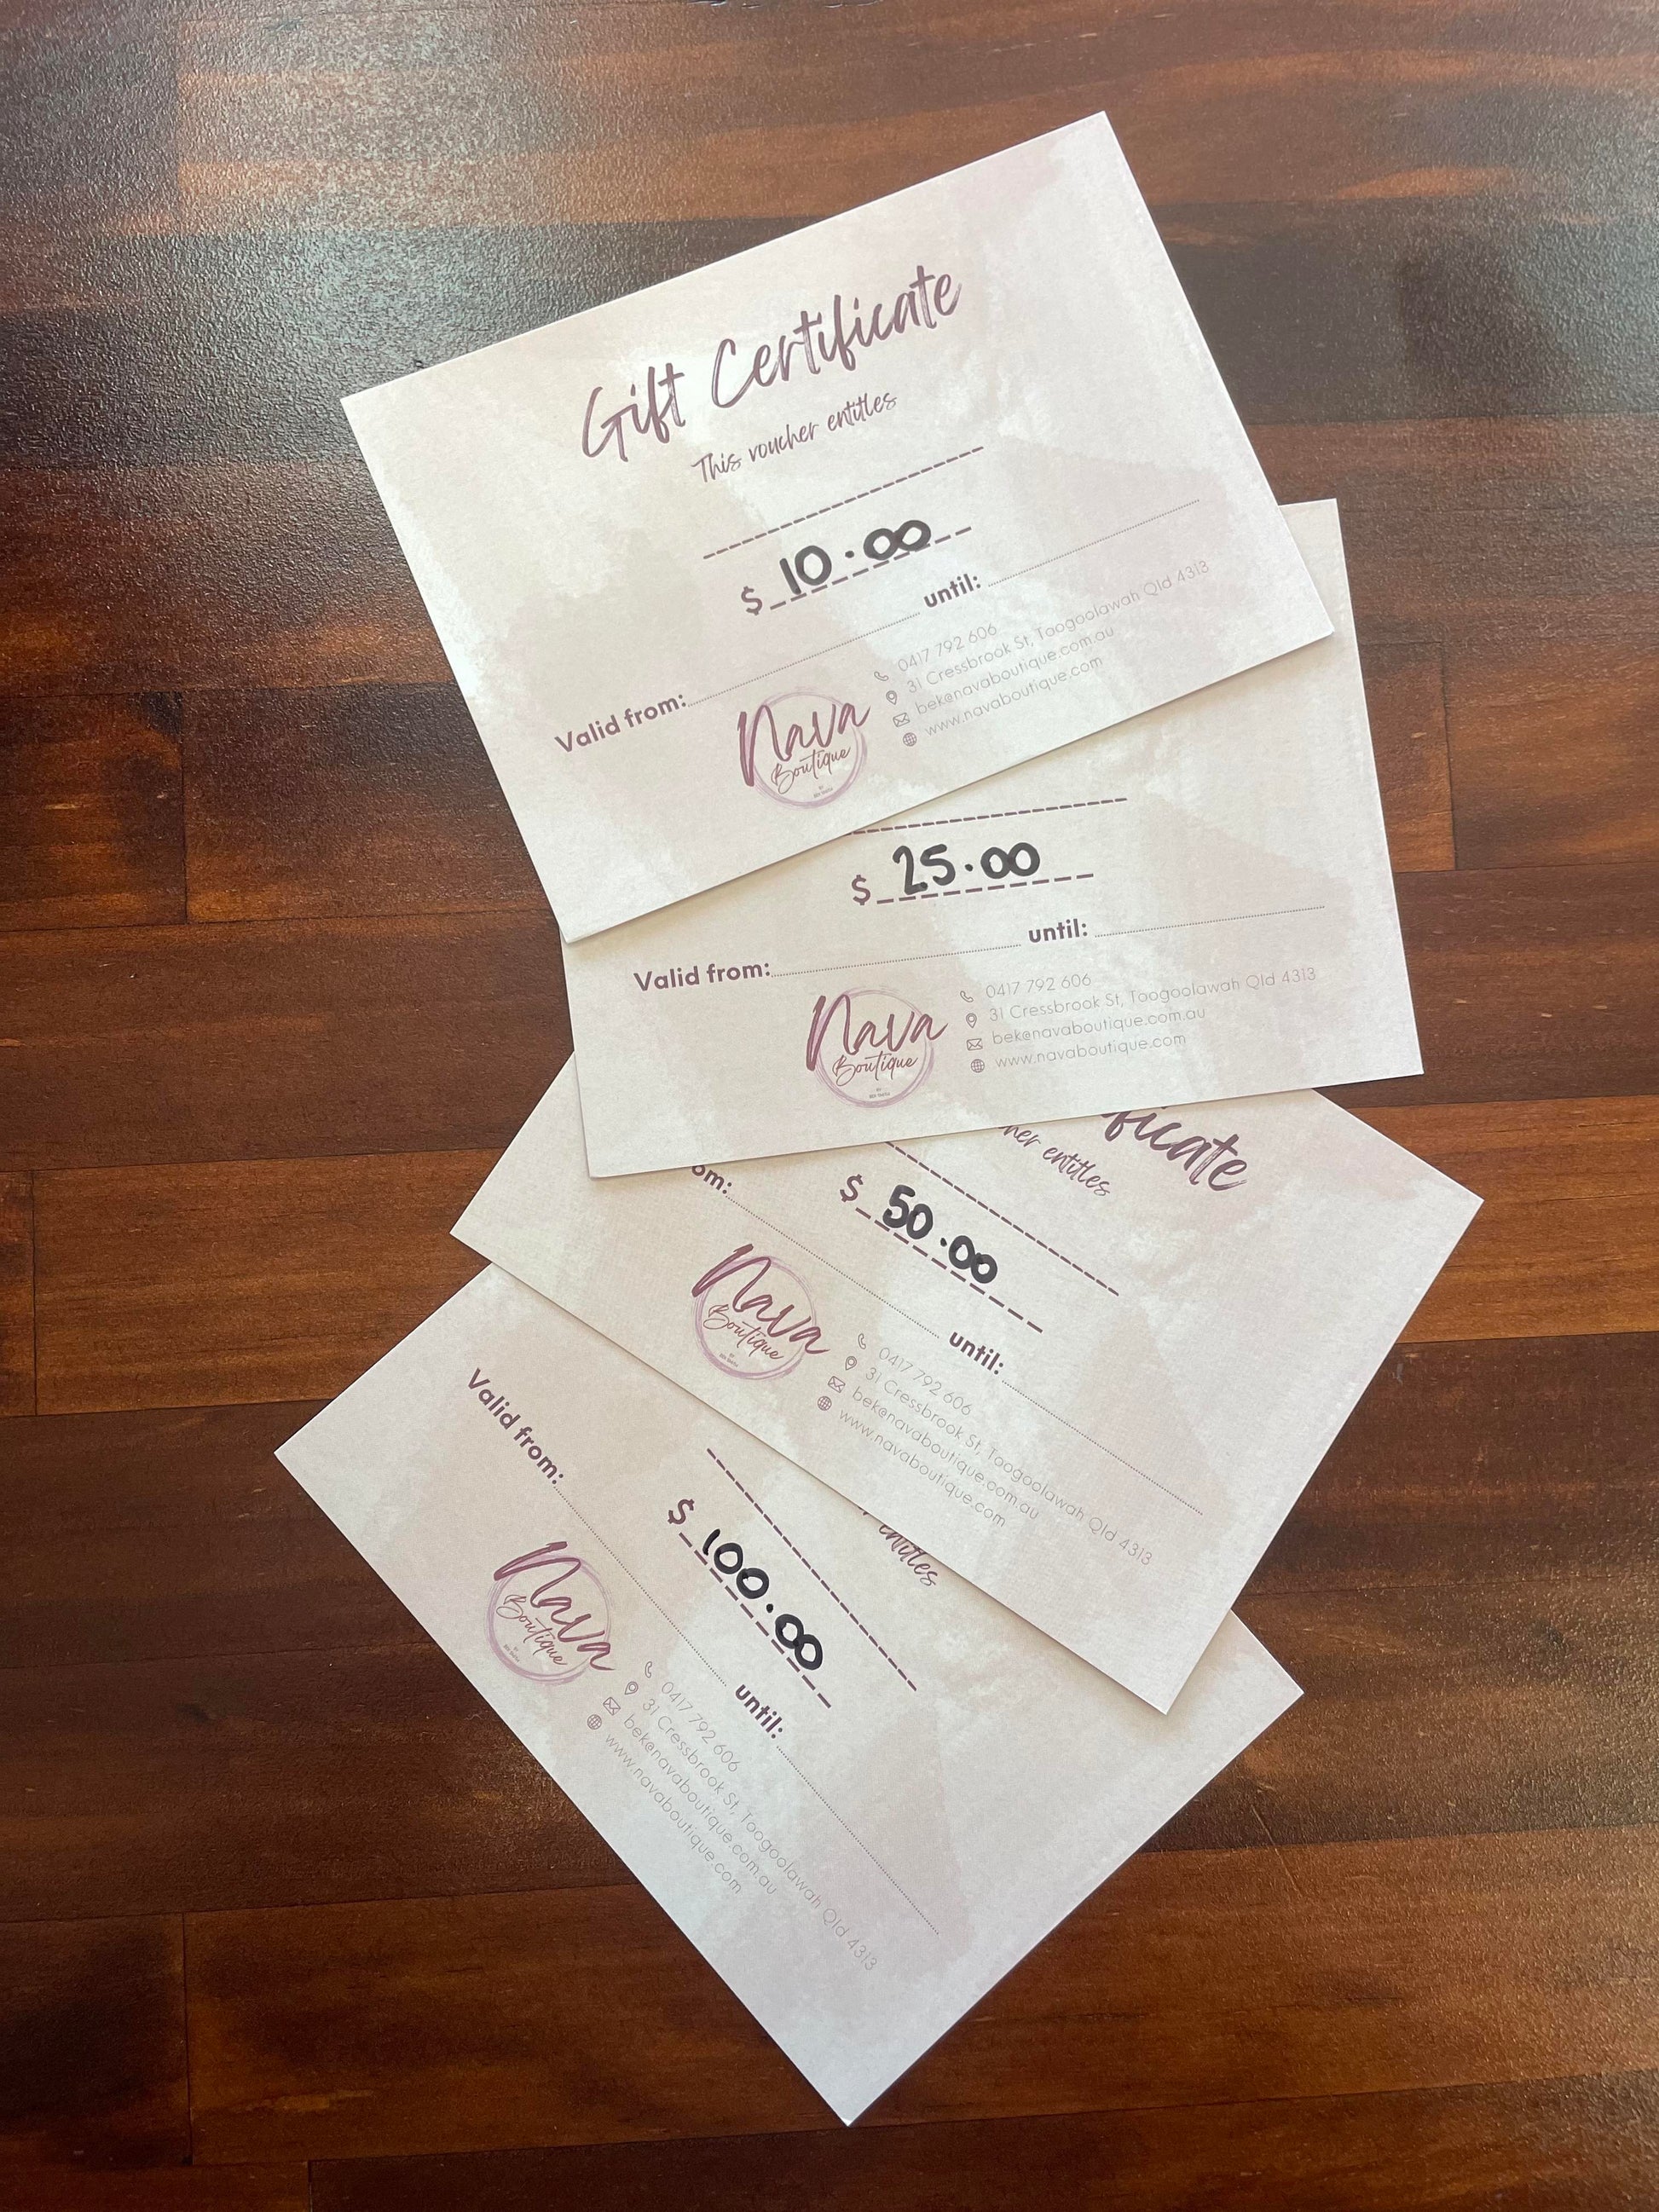 Gift Certificate
This voucher entitles
$ 10.00
Valid from: until:
Nava
Boutique
0417 792 606
31 Cressbrook St, Toogoolawah Qld 4313
bek@navaboutique.com.au
www.navaboutique.com
$ 25.00
Valid from: until:
Nava
Boutique
0417 792 606
31 Cressbrook St, Toogoolawah Qld 4313
bek@navaboutique.com.au
www.navaboutique.com
ificate
her entitles
$ 50.00
om: until:
Nava
Boutique
0417 792 606
31 Cressbrook St, Toogoolawah Qld 4313
bek@navaboutique.com.au
www.navaboutique.com
entitles
$ 100.00
Valid from: until:
Nava
Boutique
0417 792 606
31 Cressbrook St, Toogoolawah Qld 4313
bek@navaboutique.com.au
www.navaboutique.com